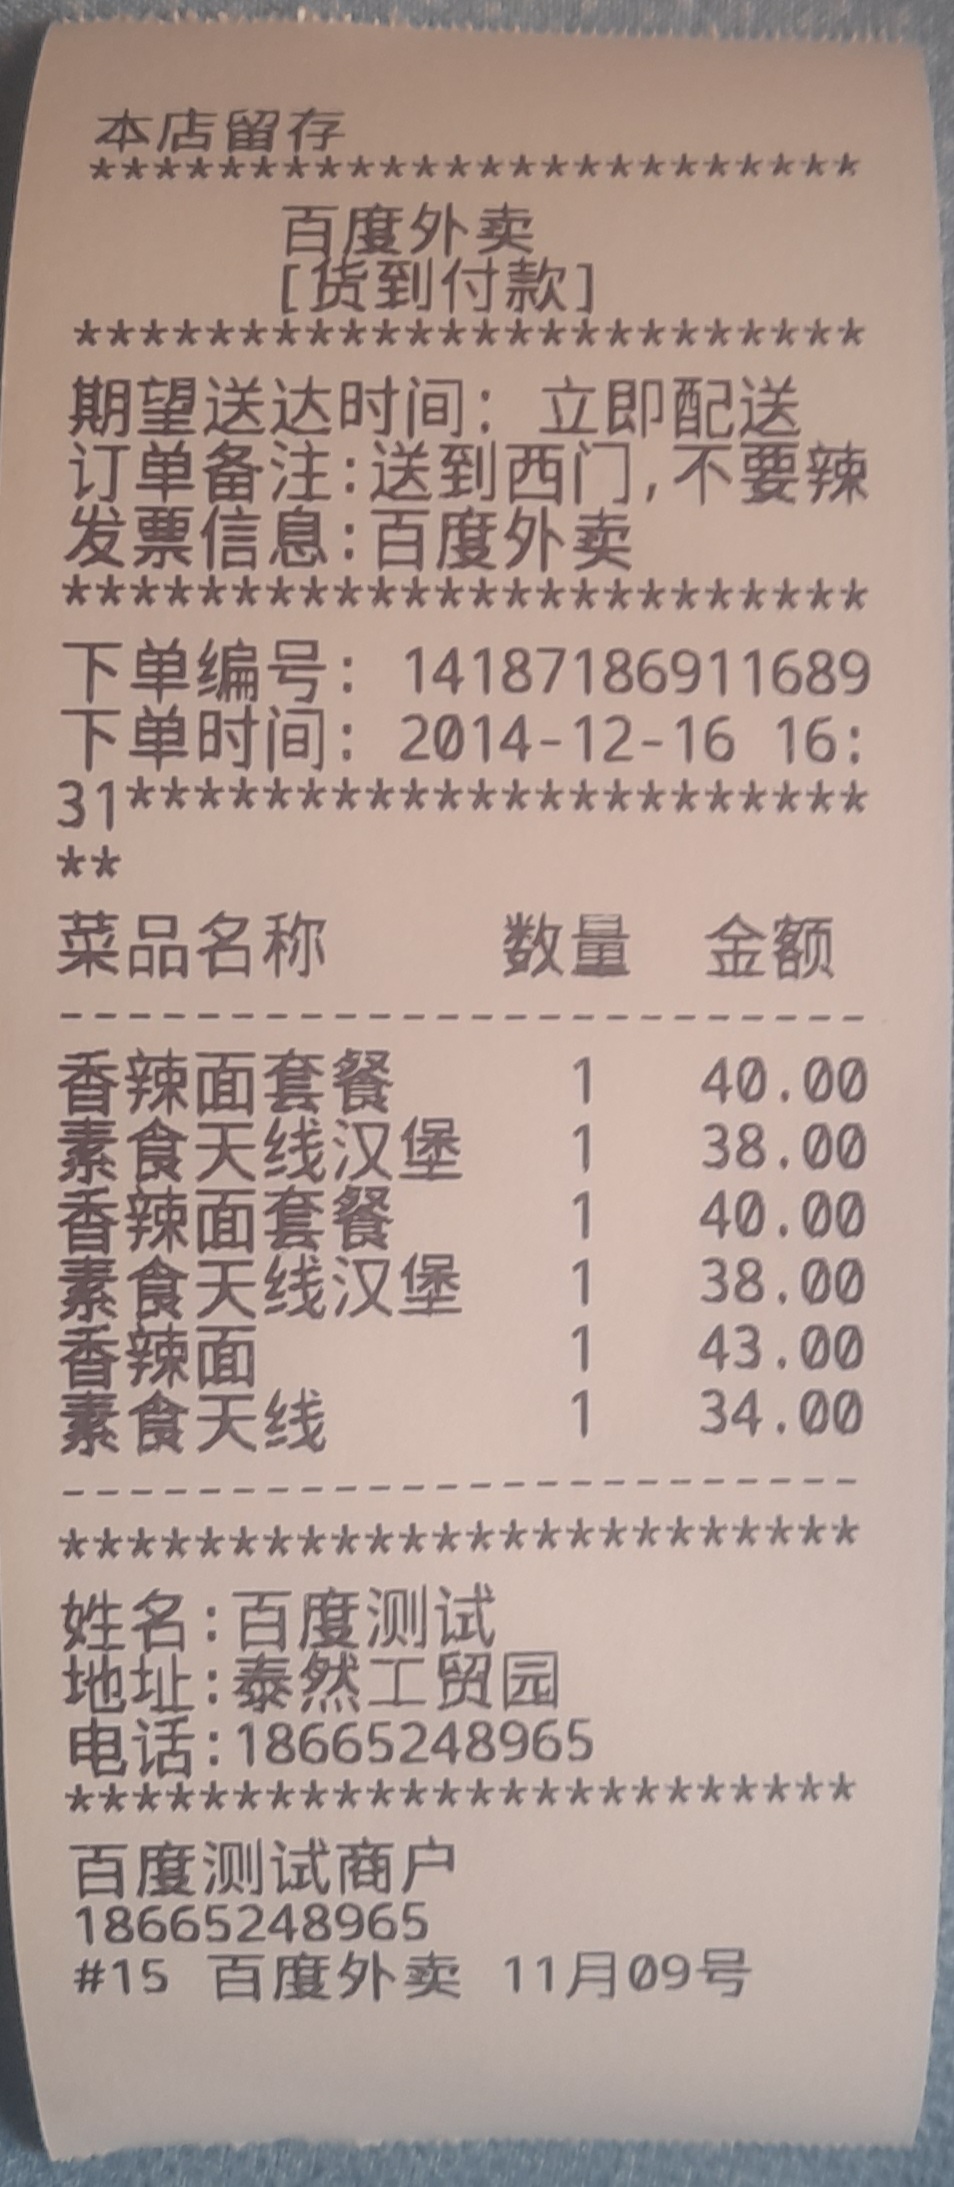 本店留存
***********************
百度外卖
[货到付款]
************************
期望送达时间: 立即配送
订单备注:送到西门,不要辣
发票信息:百度外卖
************************
下单编号: 14187186911689
下单时间: 2014-12-16 16:
31**********************
**
菜品名称 数量 金额
------------------------
香辣面套餐 1 40.00
素食天线汉堡 1 38.00
香辣面套餐 1 40.00
素食天线汉堡 1 38.00
香辣面 1 43.00
素食天线 1 34.00
------------------------
************************
姓名:百度测试
地址:泰然工贸园
电话:18665248965
************************
百度测试商户
18665248965
#15 百度外卖 11月09号